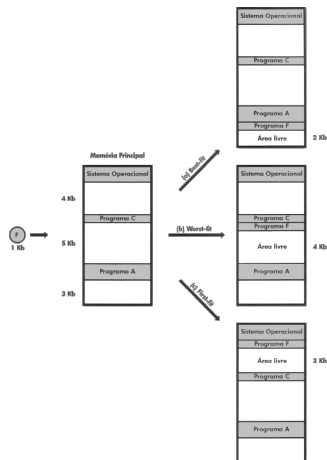 Sistema Operacional
Programa C
Programa A
Programa F
Área livre
2 Kb
Memória Principal
Sistema Operacional
4 Kb
Programa C
5 Kb
Programa A
3 Kb
F
1 Kb
(a) Best-fit
(b) Worst-fit
(c) First-fit
Sistema Operacional
Programa C
Programa F
Área livre
4 Kb
Programa A
Sistema Operacional
Programa F
Área livre
3 Kb
Programa C
Programa A